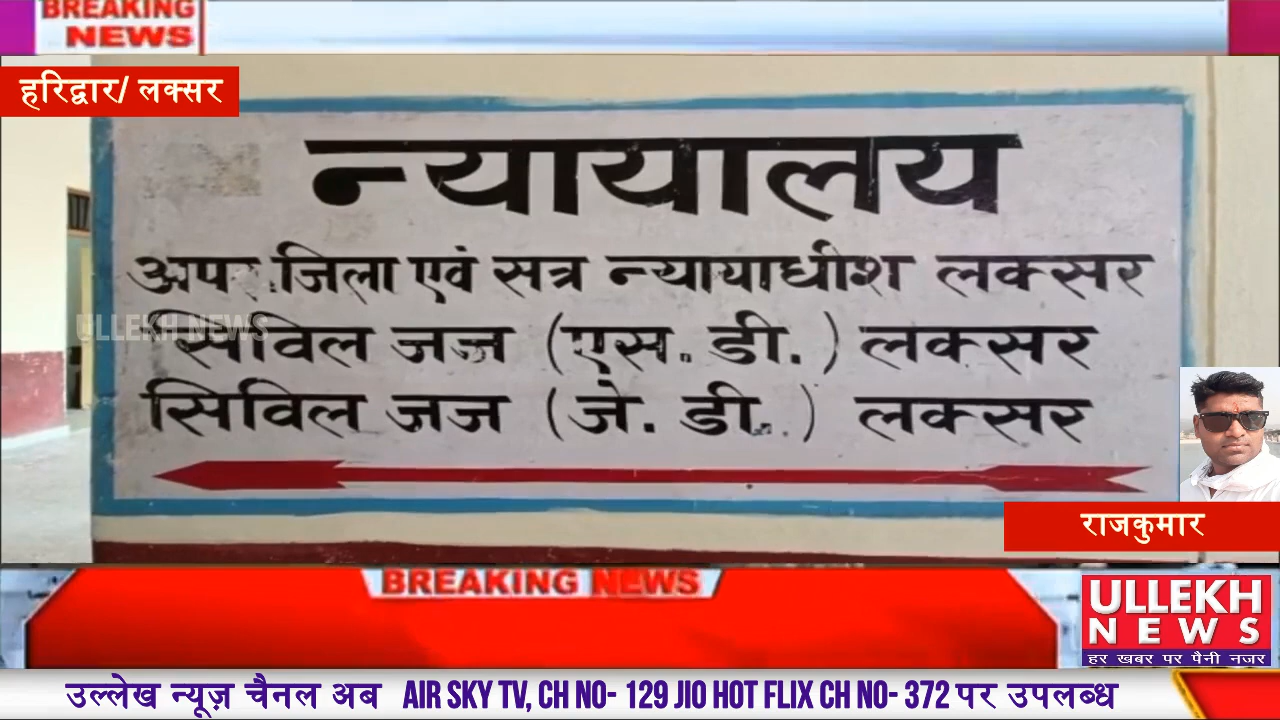 BREAKING
NEWS
हरिद्वार/ लक्सर
न्यायालय
अपर जिला एवं सत्र न्यायाधीश लक्सर
ULLEKH NEWS
सिविल जज (एस. डी.) लक्सर
सिविल जज (जे. डी.) लक्सर
राजकुमार
BREAKING NEWS
ULLEKH
NEWS
हर खबर पर पैनी नजर
उल्लेख न्यूज़ चैनल अब AIR SKY TV, CH NO- 129 JIO HOT FLIX CH NO- 372 पर उपलब्ध